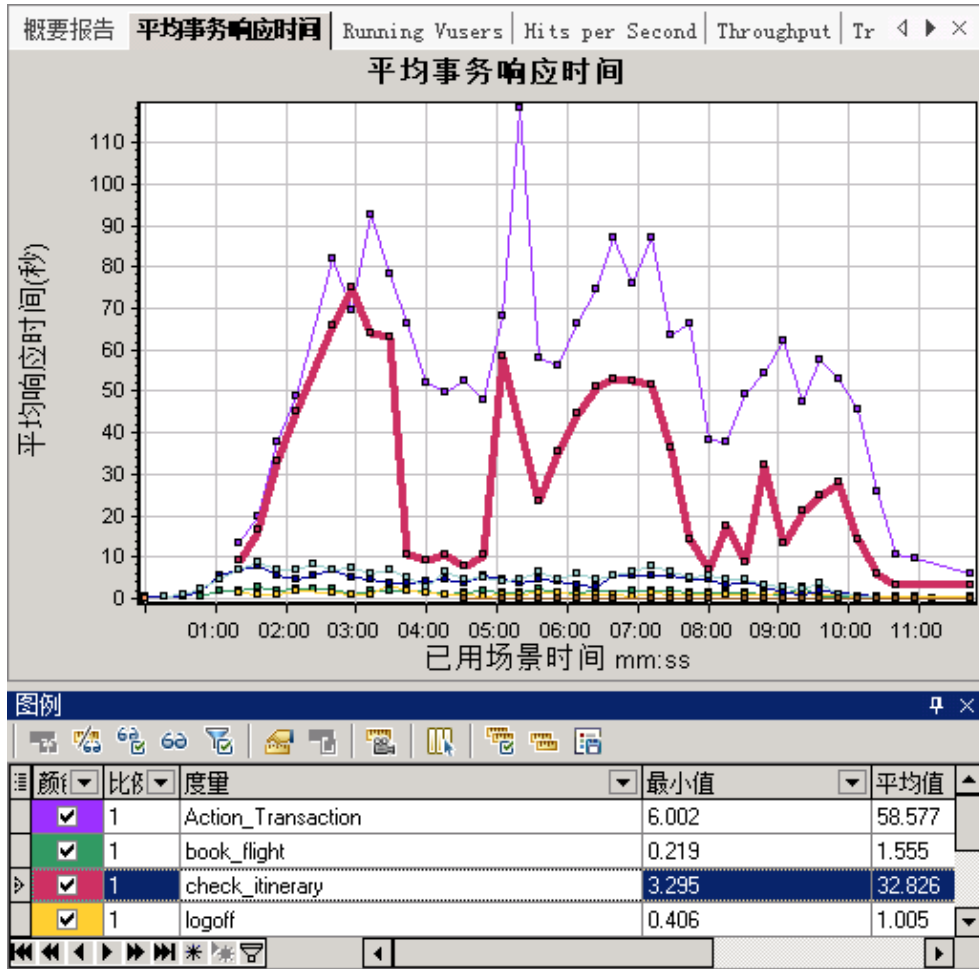 概要报告 平均事务响应时间 Running Vusers Hits per Second Throughput Tr
平均事务响应时间
平均响应时间(秒)
110
100
90
80
70
60
50
40
30
20
10
0
01:00 02:00 03:00 04:00 05:00 06:00 07:00 08:00 09:00 10:00 11:00
已用场景时间 mm:ss
图例
度量 最小值 平均值
1 Action_Transaction 6.002 58.577
1 book_flight 0.219 1.555
1 check_itinerary 3.295 32.826
1 logoff 0.406 1.005